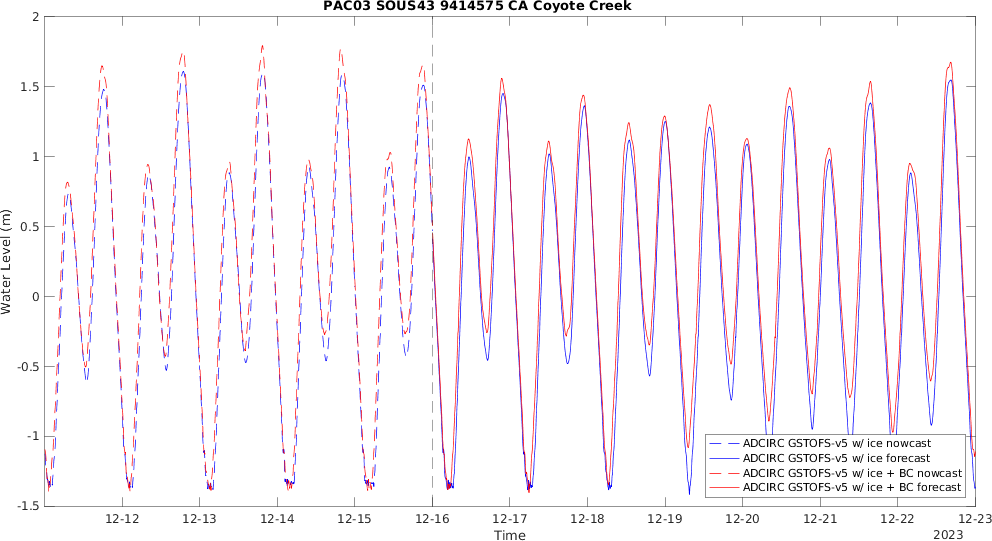 PAC03 SOUS43 9414575 CA Coyote Creek
2
1.5
1
0.5
0
-0.5
-1
-1.5
Water Level (m)
ADCIRC GSTOFS-v5 w/ ice nowcast
ADCIRC GSTOFS-v5 w/ ice forecast
ADCIRC GSTOFS-v5 w/ ice + BC nowcast
ADCIRC GSTOFS-v5 w/ ice + BC forecast
12-12 12-13 12-14 12-15 12-16 12-17 12-18 12-19 12-20 12-21 12-22 12-23
Time
2023